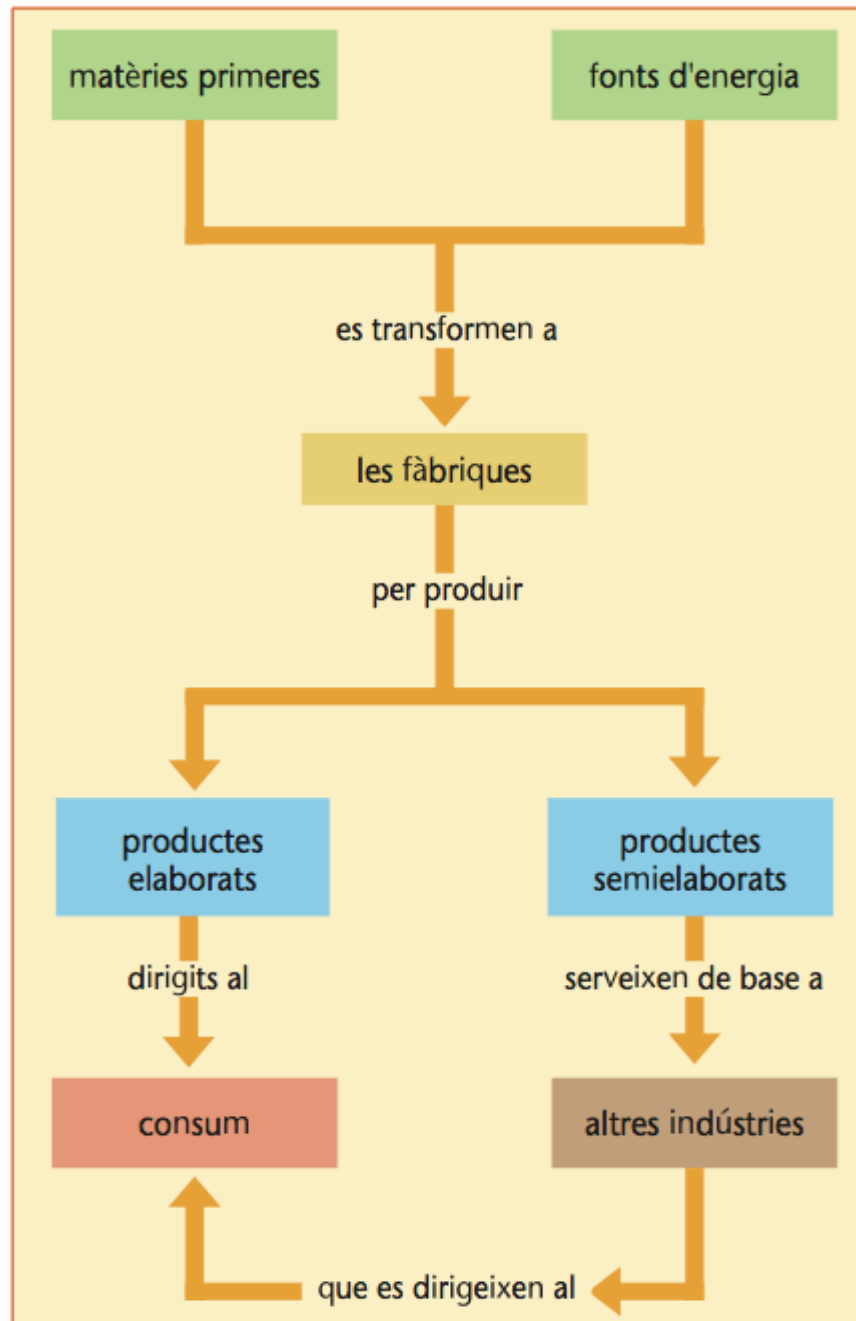 matèries primeres
fonts d'energia
es transformen a
les fàbriques
per produir
productes
elaborats
productes
semielaborats
dirigits al
serveixen de base a
consum
altres indústries
que es dirigeixen al